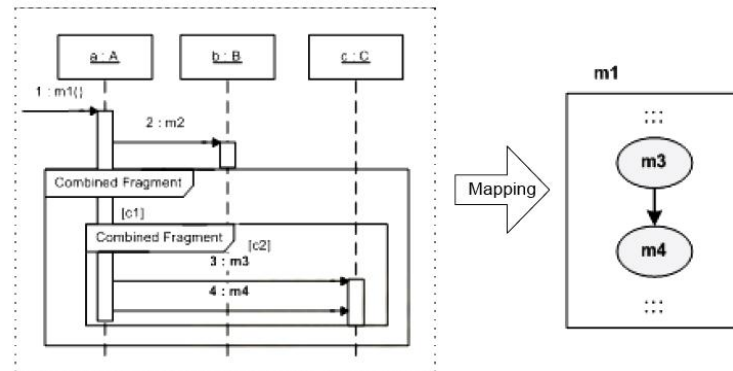 a : A
b : B
c : C
1 : m1()
2 : m2
Combined Fragment
[c1]
Combined Fragment
[c2]
3 : m3
4 : m4
Mapping
m1
:::
m3
m4
:::